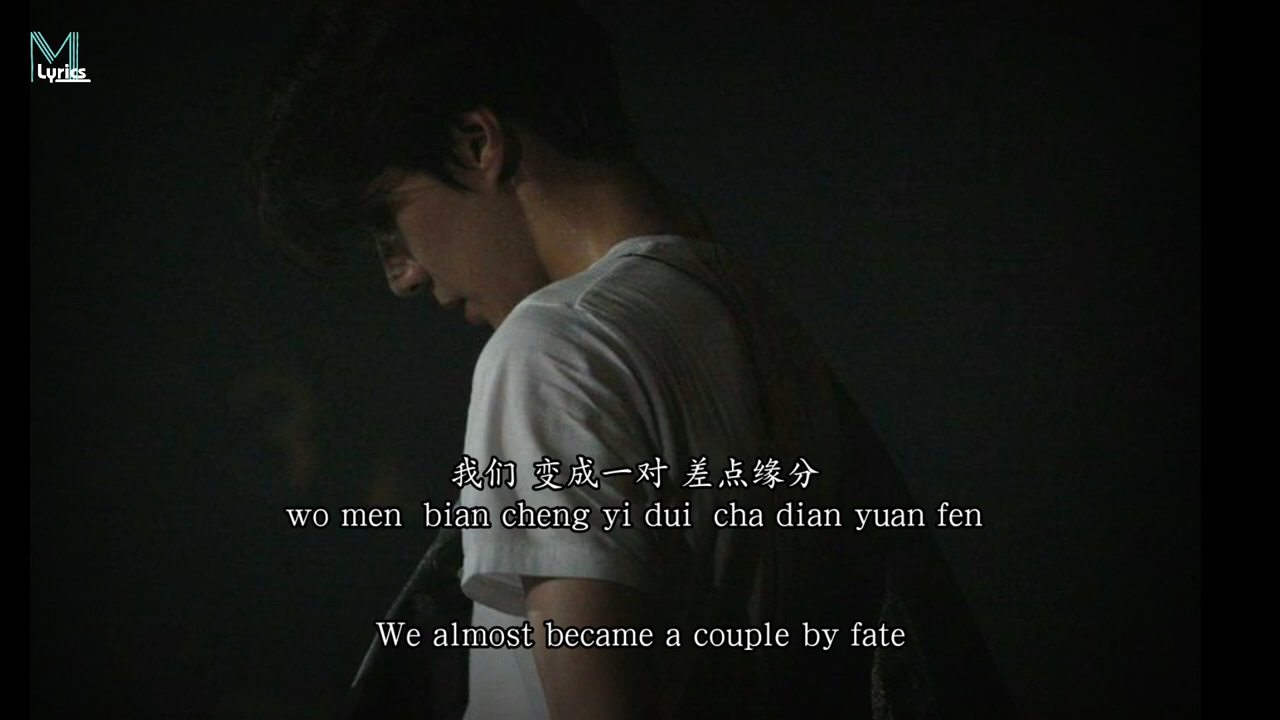 M
Lyrics
我们 变成一对 差点缘分
wo men bian cheng yi dui cha dian yuan fen
We almost became a couple by fate